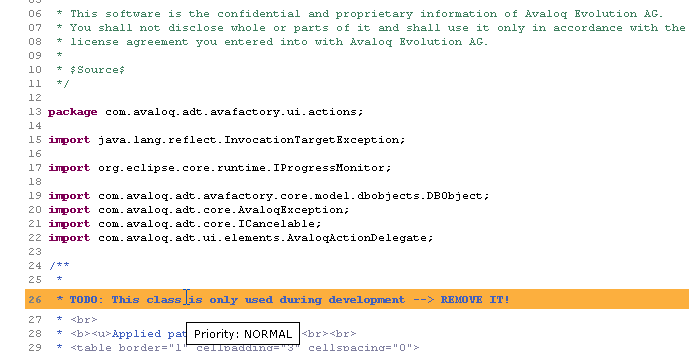 06 * This software is the confidential and proprietary information of Avaloq Evolution AG.
07 * You shall not disclose whole or parts of it and shall use it only in accordance with the
08 * license agreement you entered into with Avaloq Evolution AG.
09 *
10 * $Source$
11 */
12
13 package com.avaloq.adt.avafactory.ui.actions;
14
15 import java.lang.reflect.InvocationTargetException;
16
17 import org.eclipse.core.runtime.IProgressMonitor;
18
19 import com.avaloq.adt.avafactory.core.model.dbobjects.DBObject;
20 import com.avaloq.adt.core.AvaloqException;
21 import com.avaloq.adt.core.ICancelable;
22 import com.avaloq.adt.ui.elements.AvaloqActionDelegate;
23
24 /**
25 *
26 * TODO: This class is only used during development --> REMOVE IT!
27 * <br>
28 * <b><u>Applied pat Priority: NORMAL <br><br>
29 * <table border="1" cellpadding="3" cellspacing="0">